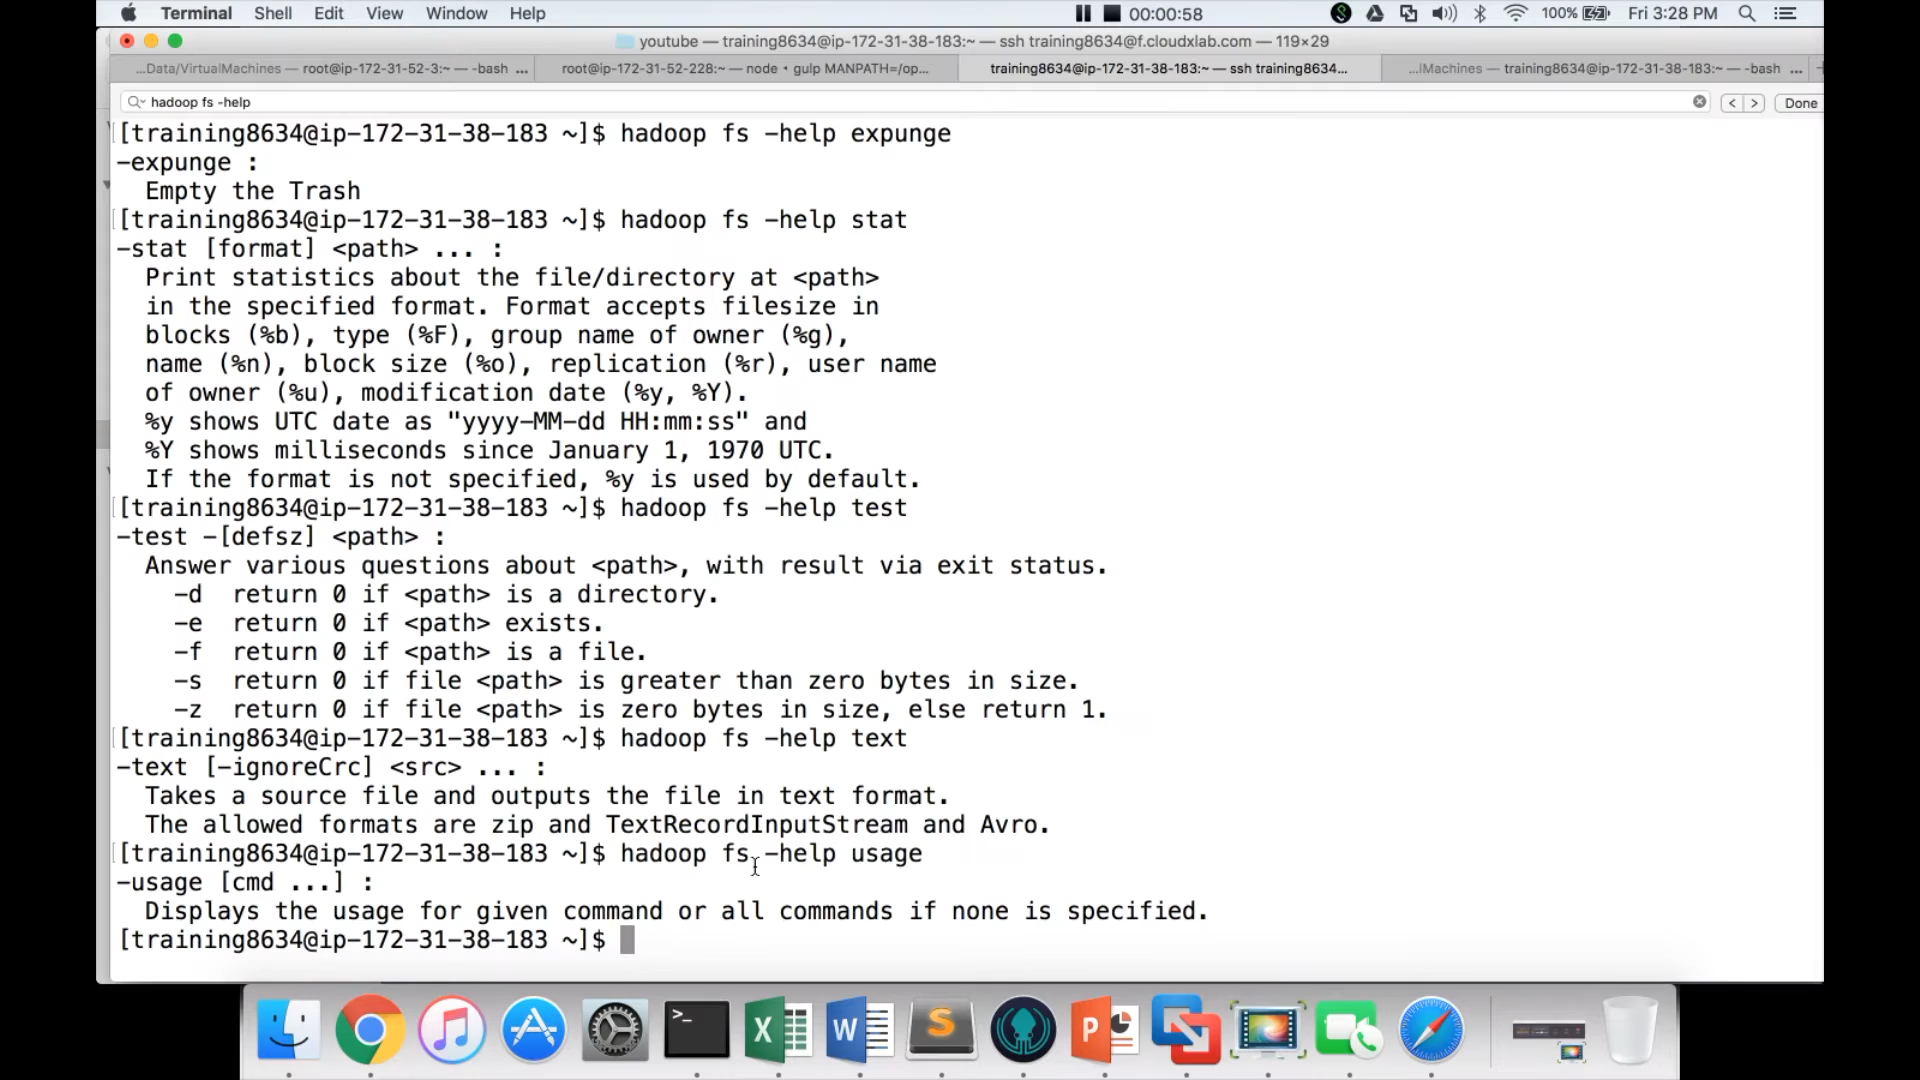 Terminal Shell Edit View Window Help 00:00:58 100% Fri 3:28 PM
youtube — training8634@ip-172-31-38-183:~ — ssh training8634@f.cloudxlab.com — 119×29
...Data/VirtualMachines — root@ip-172-31-52-3:~ — -bash ... root@ip-172-31-52-228:~ — node • gulp MANPATH=/op... training8634@ip-172-31-38-183:~ — ssh training8634... ...lMachines — training8634@ip-172-31-38-183:~ — -bash ...
hadoop fs -help < > Done
[training8634@ip-172-31-38-183 ~]$ hadoop fs -help expunge
-expunge :
Empty the Trash
[training8634@ip-172-31-38-183 ~]$ hadoop fs -help stat
-stat [format] <path> ... :
Print statistics about the file/directory at <path>
in the specified format. Format accepts filesize in
blocks (%b), type (%F), group name of owner (%g),
name (%n), block size (%o), replication (%r), user name
of owner (%u), modification date (%y, %Y).
%y shows UTC date as "yyyy-MM-dd HH:mm:ss" and
%Y shows milliseconds since January 1, 1970 UTC.
If the format is not specified, %y is used by default.
[training8634@ip-172-31-38-183 ~]$ hadoop fs -help test
-test -[defsz] <path> :
Answer various questions about <path>, with result via exit status.
-d return 0 if <path> is a directory.
-e return 0 if <path> exists.
-f return 0 if <path> is a file.
-s return 0 if file <path> is greater than zero bytes in size.
-z return 0 if file <path> is zero bytes in size, else return 1.
[training8634@ip-172-31-38-183 ~]$ hadoop fs -help text
-text [-ignoreCrc] <src> ... :
Takes a source file and outputs the file in text format.
The allowed formats are zip and TextRecordInputStream and Avro.
[training8634@ip-172-31-38-183 ~]$ hadoop fs -help usage
-usage [cmd ...] :
Displays the usage for given command or all commands if none is specified.
[training8634@ip-172-31-38-183 ~]$
>_ X W S P